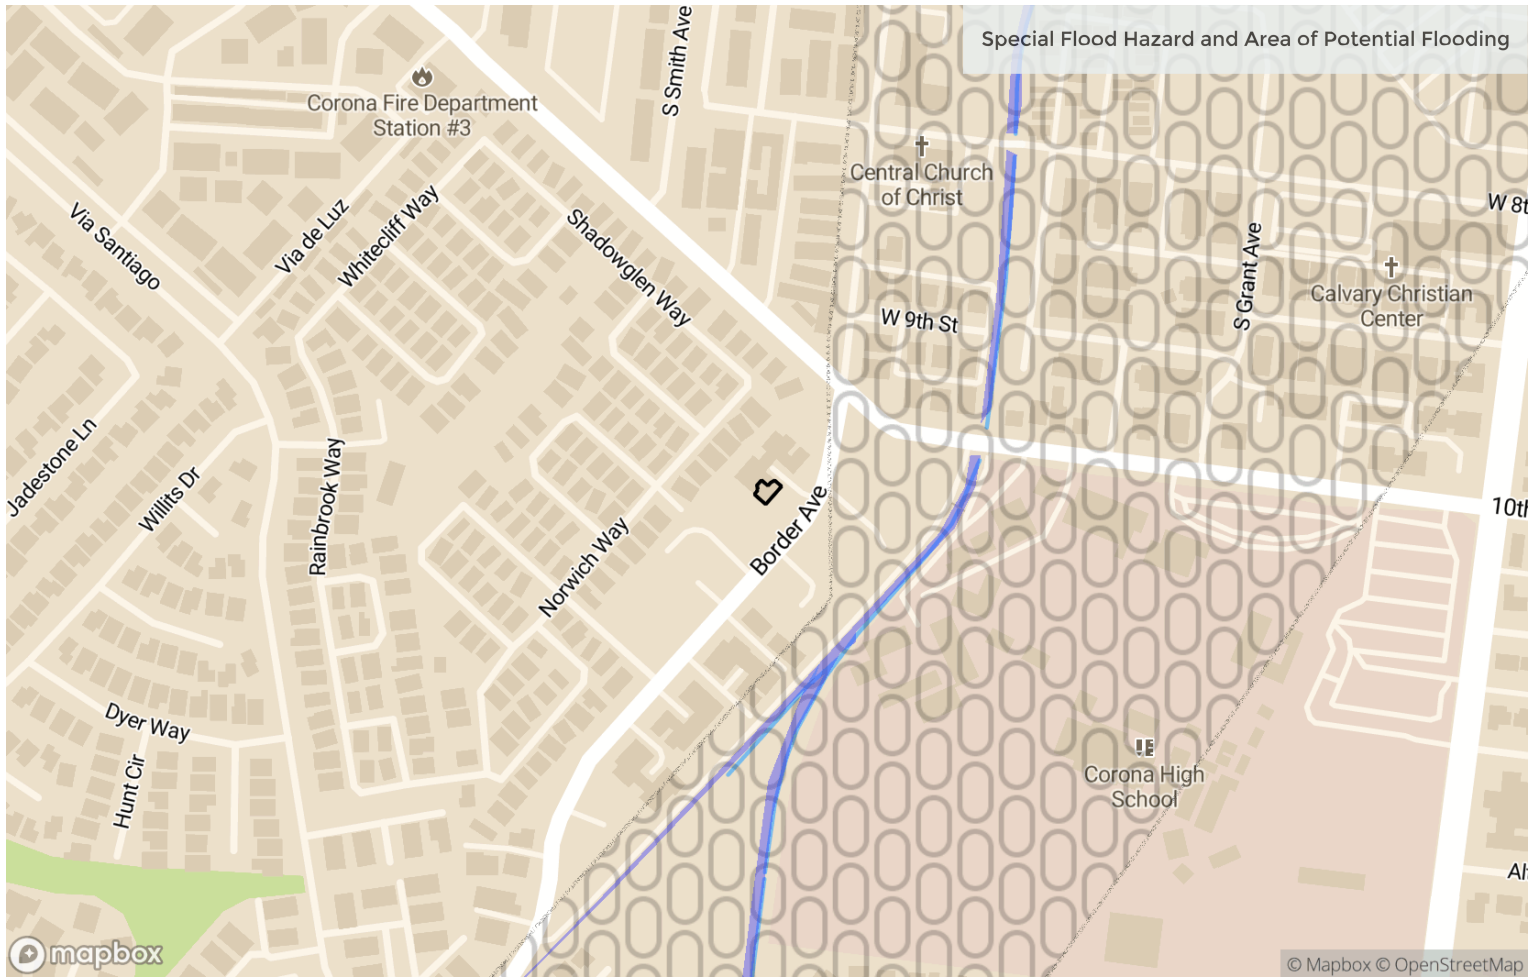 Special Flood Hazard and Area of Potential Flooding
S Smith Ave
Corona Fire Department
Station #3
Central Church
of Christ
W 8t
Via Santiago
Via de Luz
Whitecliff Way
Shadowglen Way
S Grant Ave
Calvary Christian
Center
W 9th St
Jadestone Ln
Willits Dr
Rainbrook Way
Norwich Way
Border Ave
10th
Dyer Way
Hunt Cir
Corona High
School
Ah
mapbox
© Mapbox © OpenStreetMap